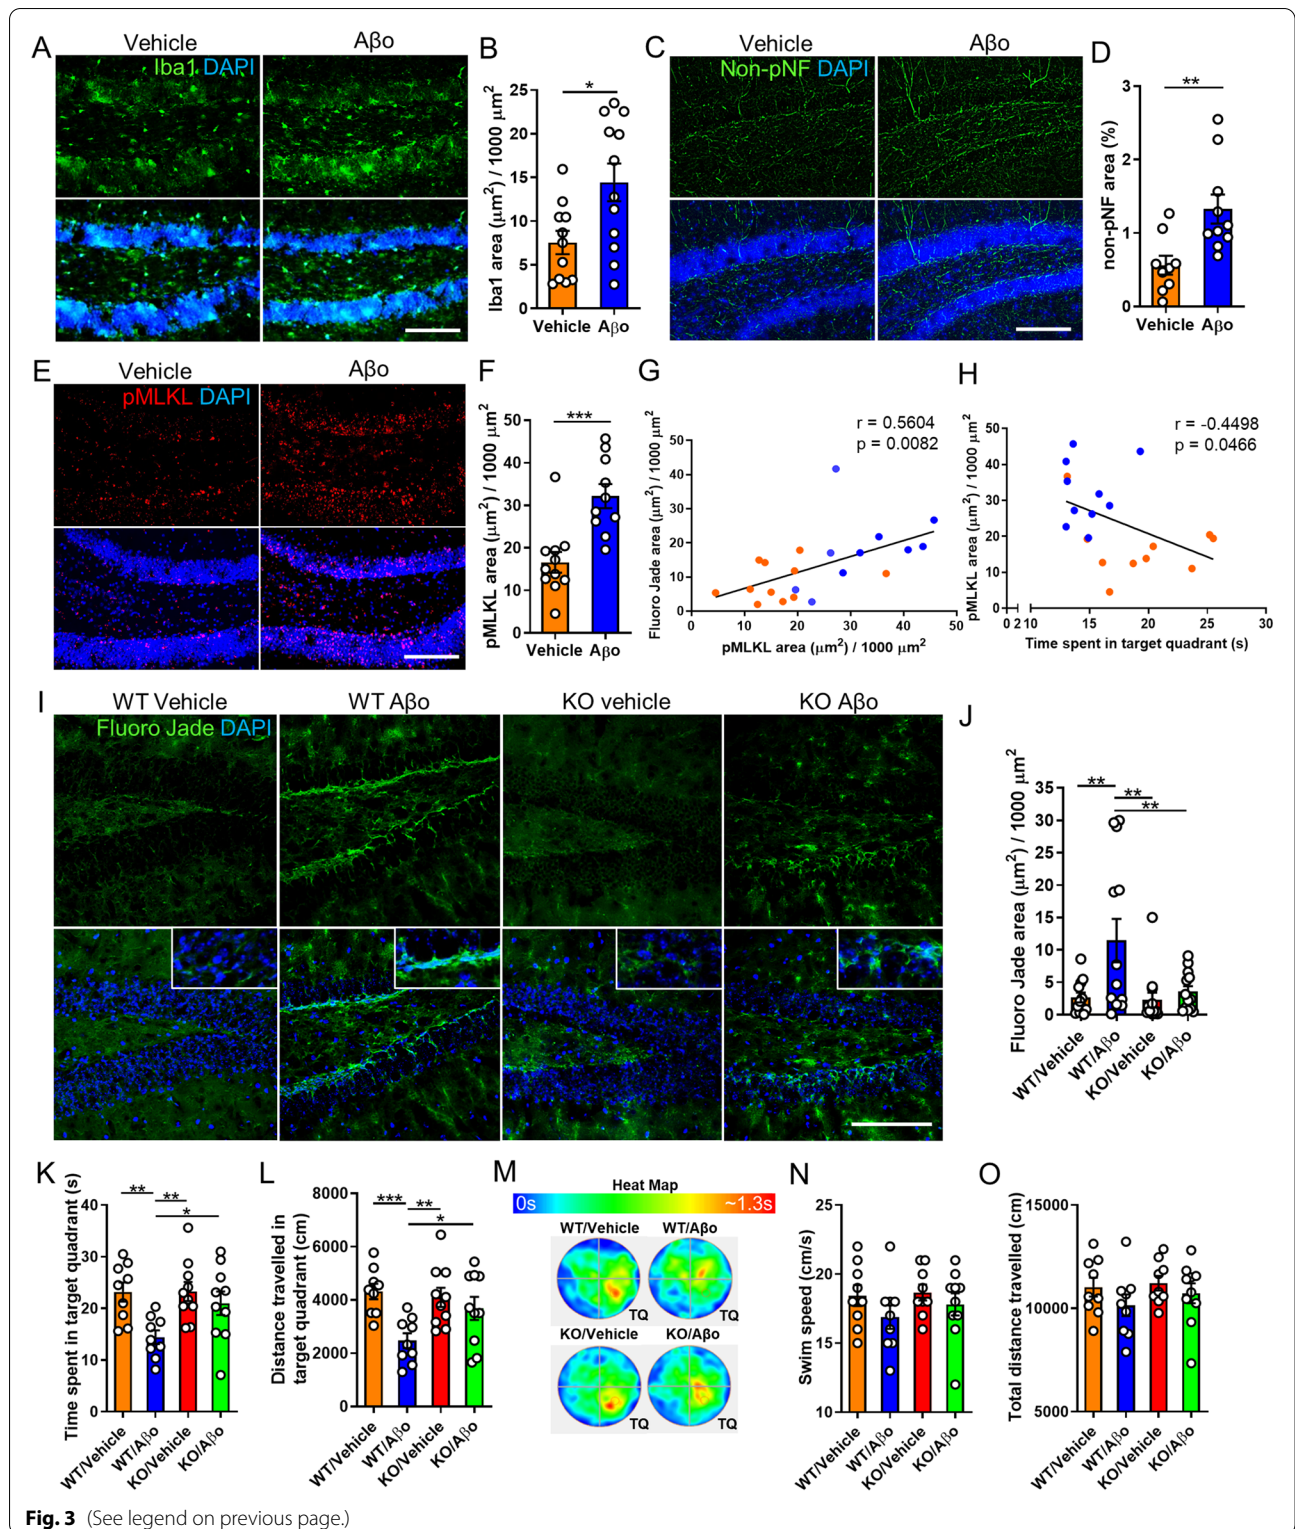 A
Vehicle
Aβo
Iba1 DAPI
B
Iba1 area (µm²) / 1000 µm²
25
20
15
10
5
0
*
Vehicle Aβo
C
Vehicle
Aβo
Non-pNF DAPI
D
non-pNF area (%)
3
2
1
0
**
Vehicle Aβo
E
Vehicle
Aβo
pMLKL DAPI
F
pMLKL area (µm²) / 1000 µm²
50
40
30
20
10
0
***
Vehicle Aβo
G
r = 0.5604
p = 0.0082
Fluoro Jade area (µm²) / 1000 µm²
50
40
30
20
10
0
0 10 20 30 40 50
pMLKL area (µm²) / 1000 µm²
H
r = -0.4498
p = 0.0466
pMLKL area (µm²) / 1000 µm²
50
40
30
20
10
0
0 2 10 15 20 25 30
Time spent in target quadrant (s)
I
WT Vehicle
WT Aβo
KO vehicle
KO Aβo
Fluoro Jade DAPI
J
Fluoro Jade area (µm²) / 1000 µm²
35
30
25
20
15
10
5
0
**
**
**
WT/Vehicle
WT/Aβo
KO/Vehicle
KO/Aβo
K
Time spent in target quadrant (s)
40
30
20
10
0
** **
*
WT/Vehicle
WT/Aβo
KO/Vehicle
KO/Aβo
L
Distance travelled in
target quadrant (cm)
8000
6000
4000
2000
0
*** **
*
WT/Vehicle
WT/Aβo
KO/Vehicle
KO/Aβo
M
Heat Map
0s ~1.3s
WT/Vehicle WT/Aβo
TQ TQ
KO/Vehicle KO/Aβo
TQ TQ
N
Swim speed (cm/s)
25
20
15
10
WT/Vehicle
WT/Aβo
KO/Vehicle
KO/Aβo
O
Total distance travelled (cm)
15000
10000
5000
WT/Vehicle
WT/Aβo
KO/Vehicle
KO/Aβo
Fig. 3 (See legend on previous page.)